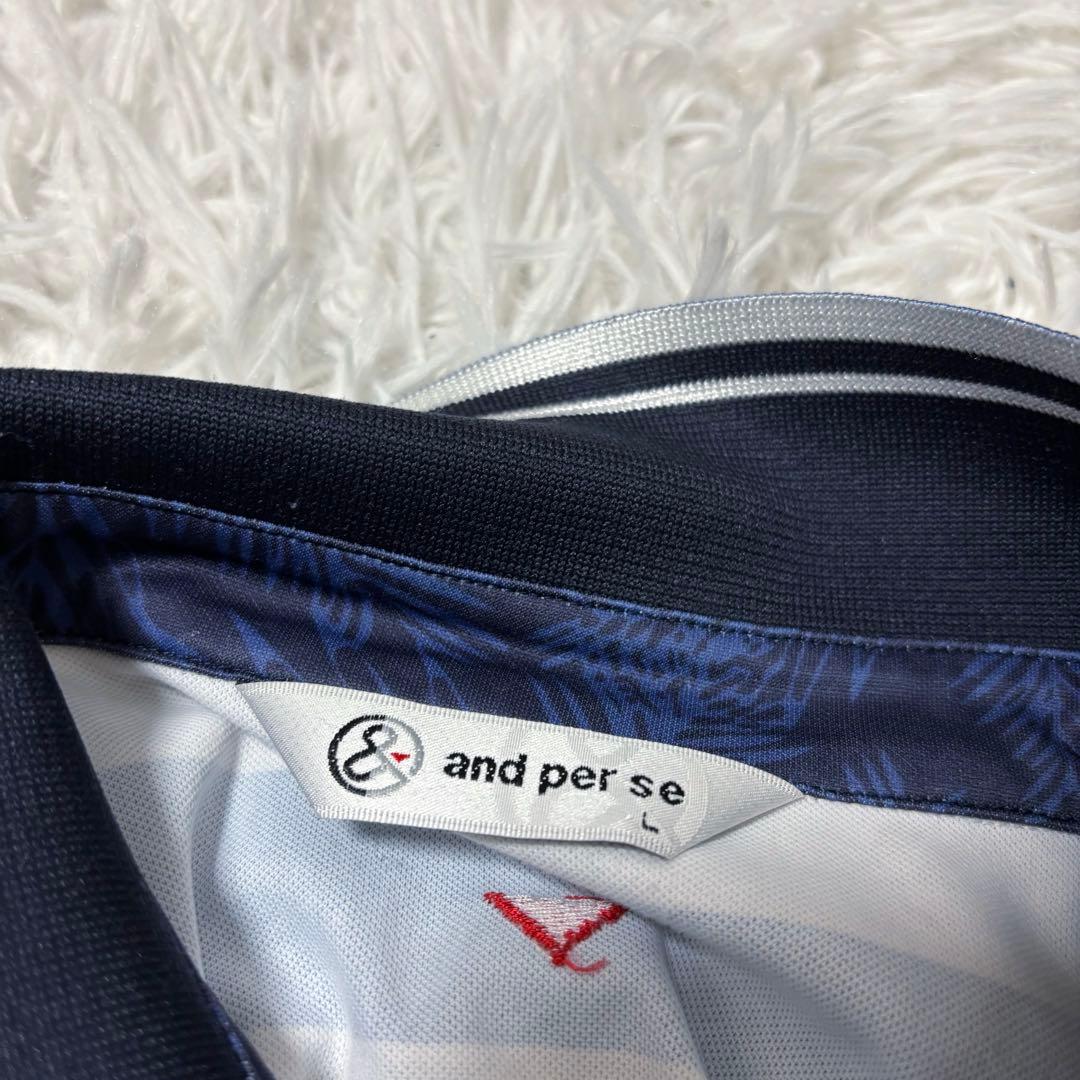 & and per se
L